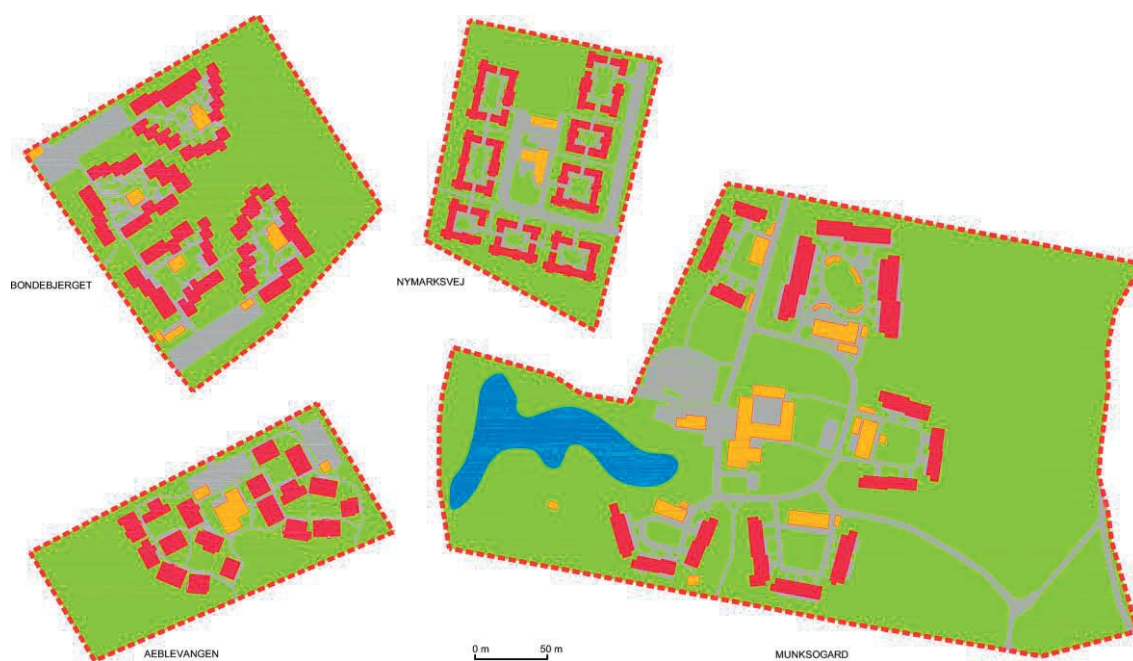 BONDEBJERGET
NYMARKSVEJ
AEBLEVANGEN
0 m 50 m
MUNKSOGARD